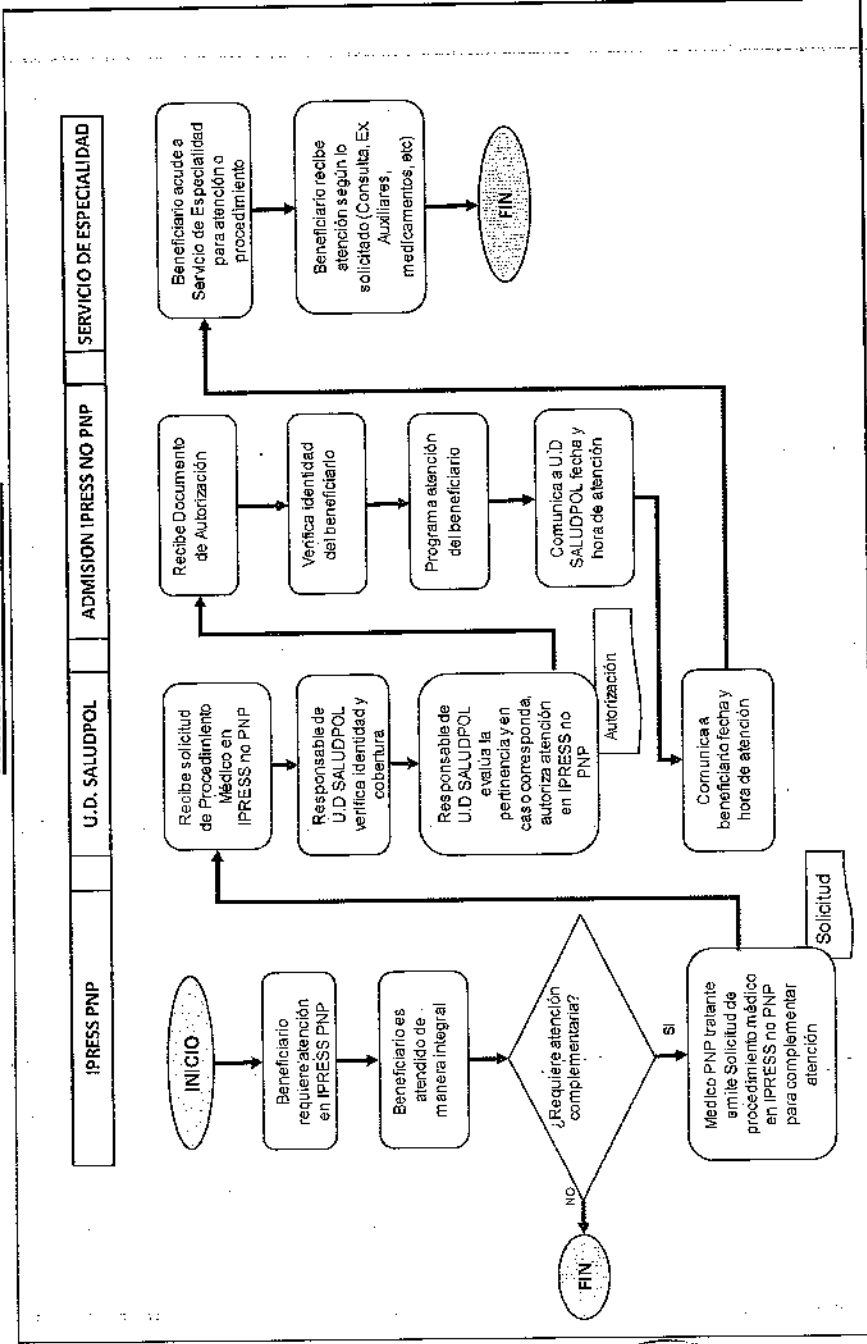 IPRESS PNP
U.D. SALUDPOL
ADMISION IPRESS NO PNP
SERVICIO DE ESPECIALIDAD
INICIO
Beneficiario
requiere atención
en IPRESS PNP
Beneficiario es
atendido de
manera integral
¿Requiere atención
complementaria?
NO
FIN
SI
Medico PNP tratante
emite Solicitud de
procedimiento médico
en IPRESS no PNP
para complementar
atención
Solicitud
Recibe solicitud
de Procedimiento
Médico en
IPRESS no PNP
Responsable de
U.D SALUDPOL
verifica identidad y
cobertura
Responsable de
U.D SALUDPOL
evalúa la
pertinencia y en
caso corresponda,
autoriza atención
en IPRESS no
PNP
Autorización
Comunica a
beneficiario fecha y
hora de atención
Recibe Documento
de Autorización
Verifica identidad
del beneficiario
Programa atención
del beneficiario
Comunica a U.D
SALUDPOL fecha y
hora de atención
Beneficiario acude a
Servicio de Especialidad
para atención o
procedimiento
Beneficiario recibe
atención según lo
solicitado (Consulta, Ex
Auxiliares,
medicamentos, etc)
FIN